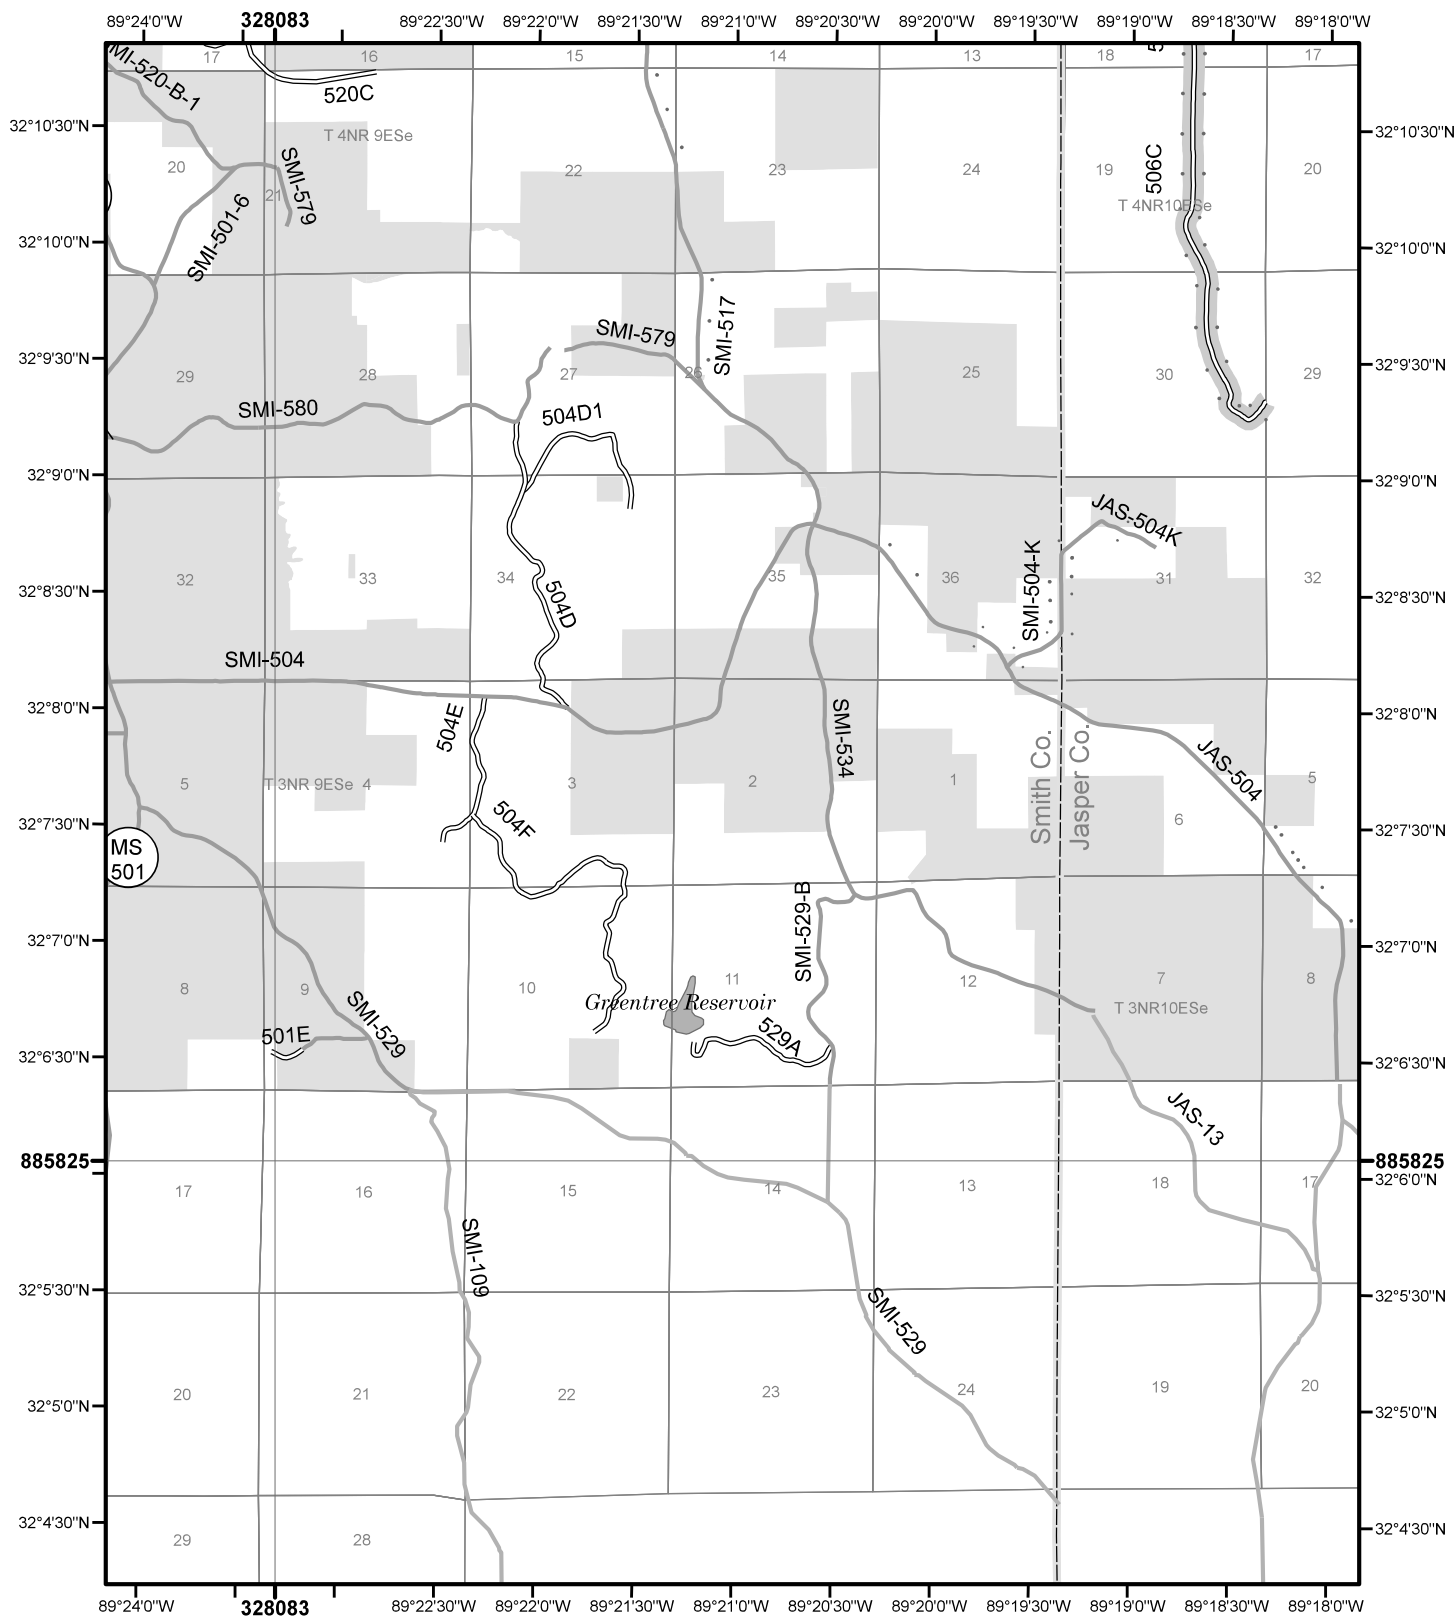 89°24'0"W 328083 89°22'30"W 89°22'0"W 89°21'30"W 89°21'0"W 89°20'30"W 89°20'0"W 89°19'30"W 89°19'0"W 89°18'30"W 89°18'0"W
17 16 15 14 13 18 17
MI-520-B-1
520C
32°10'30"N 32°10'30"N
T 4NR 9ESe
20 21 22 23 24 19 20
SMI-579
506C
T 4NR10ESe
SMI-501-6
32°10'0"N 32°10'0"N
SMI-517
SMI-579
32°9'30"N 32°9'30"N
29 28 27 26 25 30 29
SMI-580
504D1
32°9'0"N 32°9'0"N
JAS-504K
SMI-504-K
32 33 34 35 36 31 32
504D
32°8'30"N 32°8'30"N
SMI-504
32°8'0"N 32°8'0"N
504E
SMI-534
Smith Co.
Jasper Co.
JAS-504
5 T 3NR 9ESe 4 3 2 1 6 5
504F
32°7'30"N 32°7'30"N
MS
501
SMI-529-B
32°7'0"N 32°7'0"N
8 9 10 11 12 7 8
Greentree Reservoir
T 3NR10ESe
SMI-529
501E
529A
32°6'30"N 32°6'30"N
JAS-13
885825 885825
32°6'0"N
17 16 15 14 13 18 17
SMI-109
32°5'30"N 32°5'30"N
SMI-529
20 21 22 23 24 19 20
32°5'0"N 32°5'0"N
32°4'30"N 32°4'30"N
29 28
89°24'0"W 328083 89°22'30"W 89°22'0"W 89°21'30"W 89°21'0"W 89°20'30"W 89°20'0"W 89°19'30"W 89°19'0"W 89°18'30"W 89°18'0"W